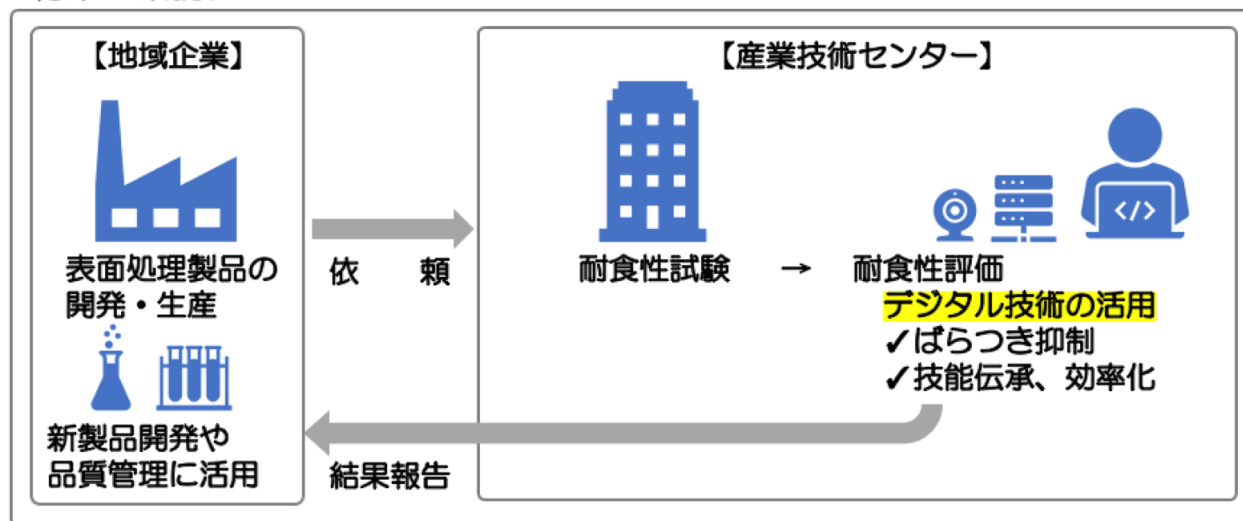 【地域企業】
表面処理製品の
開発・生産
新製品開発や
品質管理に活用
依　頼
結果報告
【産業技術センター】
耐食性試験　→　耐食性評価
デジタル技術の活用
✓ばらつき抑制
✓技能伝承、効率化